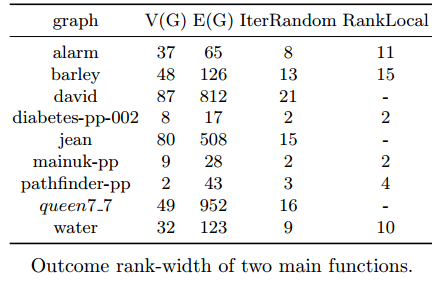 graph V(G) E(G) IterRandom RankLocal
alarm 37 65 8 11
barley 48 126 13 15
david 87 812 21 -
diabetes-pp-002 8 17 2 2
jean 80 508 15 -
mainuk-pp 9 28 2 2
pathfinder-pp 2 43 3 4
queen7_7 49 952 16 -
water 32 123 9 10
Outcome rank-width of two main functions.